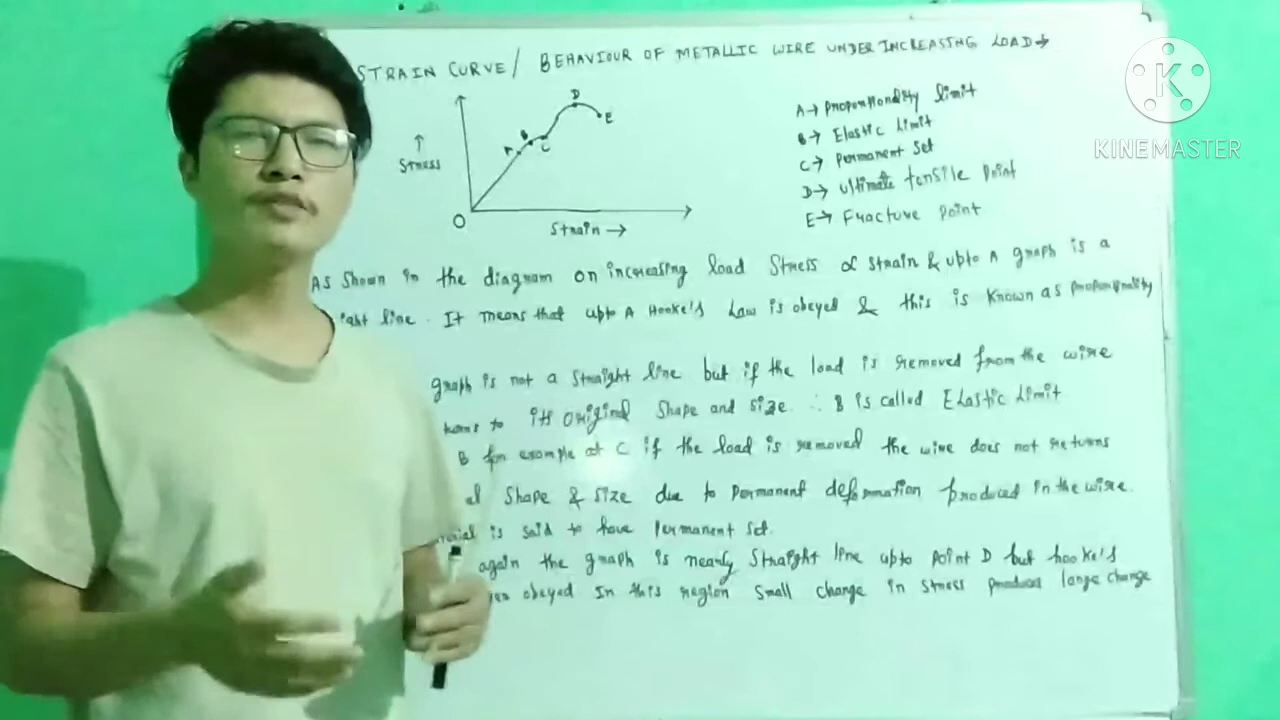 STRAIN CURVE / BEHAVIOUR OF METALLIC WIRE UNDER INCREASING LOAD →
K
KINEMASTER
↑
Stress
A
B
C
D
E
O
Strain →
A → Proportionality limit
B → Elastic Limit
C → Permanent Set
D → Ultimate tensile Point
E → Fracture Point
As Shown in the diagram on increasing load Stress ∝ Strain & upto A graph is a
line. It means that upto A Hooke's Law is obeyed & this is known as
graph is not a Straight line but if the load is removed from the wire
to its original Shape and size. ∴ B is called Elastic Limit
B for example at C if the load is removed the wire does not returns
Shape & Size due to Permanent deformation produced in the wire.
is said to have Permanent Set.
again the graph is nearly Straight line upto point D but hooke's
obeyed In this region Small change in Stress produces large change